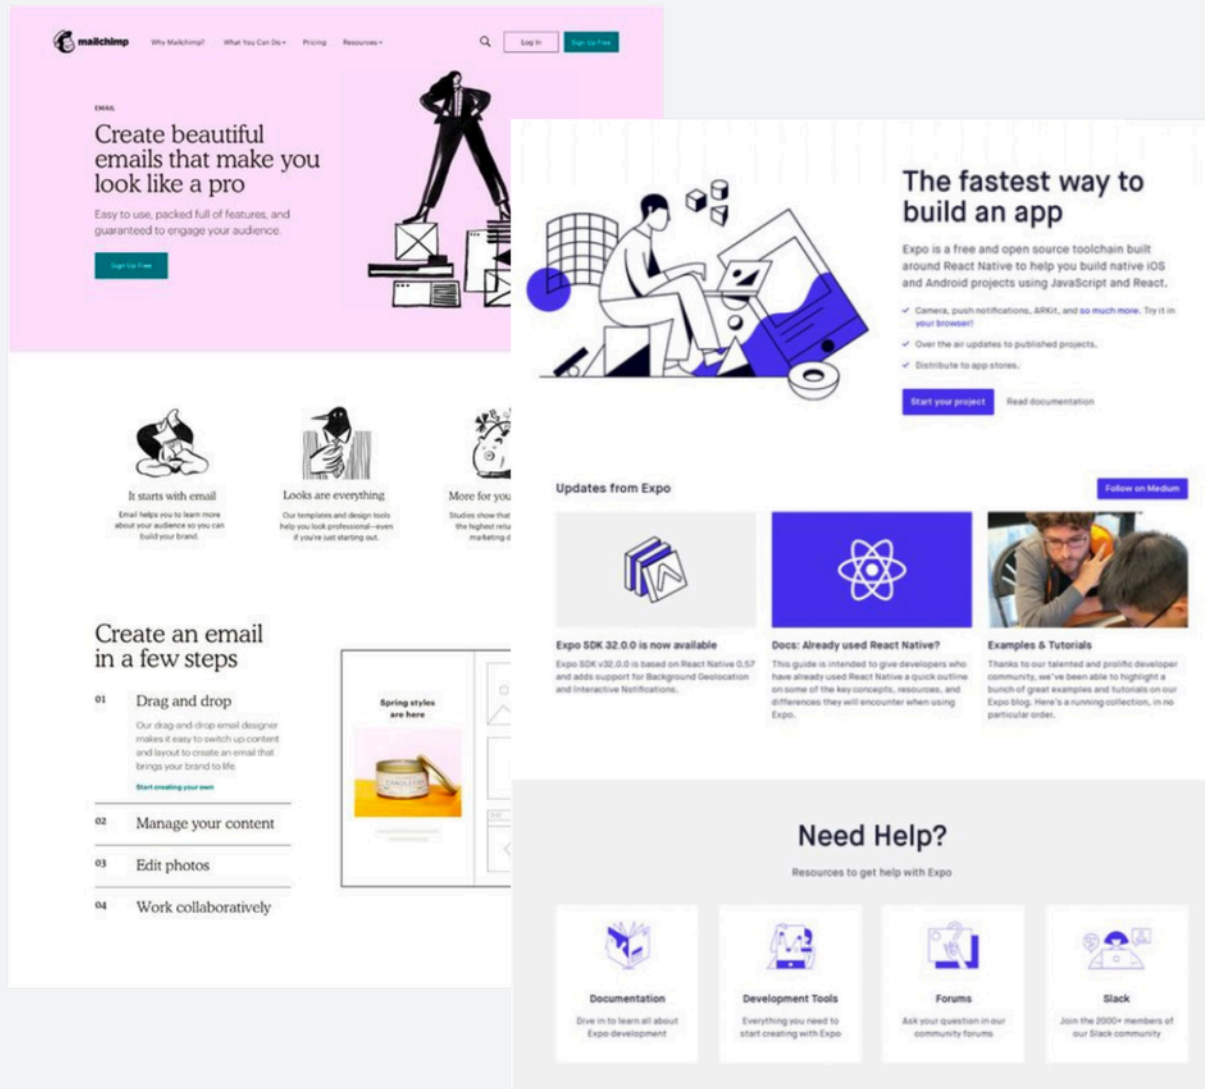 mailchimp
Why Mailchimp?
What You Can Do
Pricing
Resources
Log In
Sign Up Free
EMAIL
Create beautiful
emails that make you
look like a pro
Easy to use, packed full of features, and
guaranteed to engage your audience.
Sign Up Free
It starts with email
Email helps you to learn more
about your audience so you can
build your brand.
Looks are everything
Our templates and design tools
help you look professional—even
if you're just starting out.
More for you
Studies show that
the highest retu
marketing d
Create an email
in a few steps
01 Drag and drop
Our drag-and-drop email designer
makes it easy to switch up content
and layout to create an email that
brings your brand to life.
Start creating your own
02 Manage your content
03 Edit photos
04 Work collaboratively
Spring styles
are here
The fastest way to
build an app
Expo is a free and open source toolchain built
around React Native to help you build native iOS
and Android projects using JavaScript and React.
Camera, push notifications, ARKit, and so much more. Try it in
your browser!
Over the air updates to published projects.
Distribute to app stores.
Start your project
Read documentation
Updates from Expo
Follow on Medium
Expo SDK 32.0.0 is now available
Expo SDK v32.0.0 is based on React Native 0.57
and adds support for Background Geolocation
and Interactive Notifications.
Docs: Already used React Native?
This guide is intended to give developers who
have already used React Native a quick outline
on some of the key concepts, resources, and
differences they will encounter when using
Expo.
Examples & Tutorials
Thanks to our talented and prolific developer
community, we've been able to highlight a
bunch of great examples and tutorials on our
Expo blog. Here's a running collection, in no
particular order.
Need Help?
Resources to get help with Expo
Documentation
Dive in to learn all about
Expo development
Development Tools
Everything you need to
start creating with Expo
Forums
Ask your question in our
community forums
Slack
Join the 2000+ members of
our Slack community